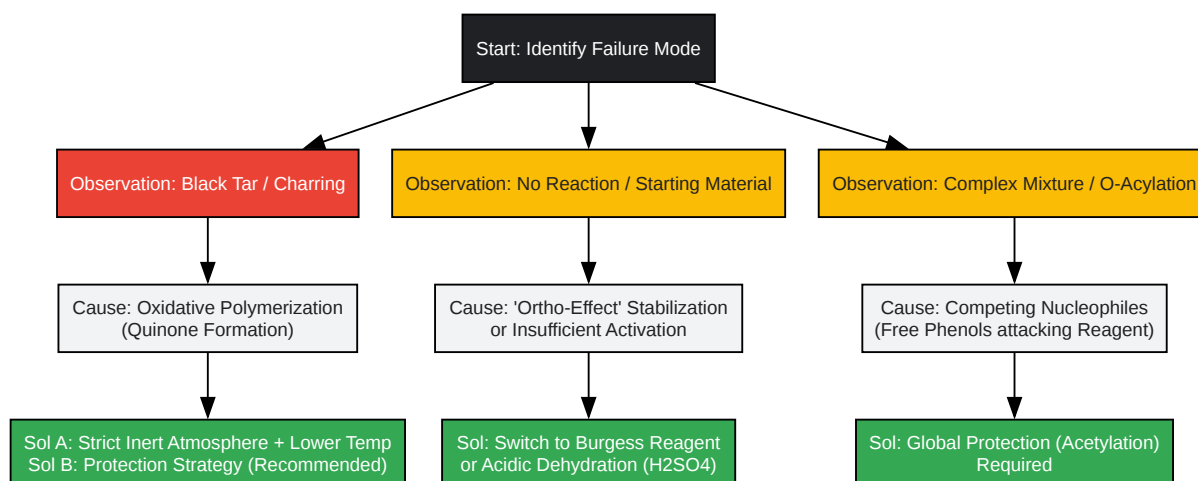 Start: Identify Failure Mode
Observation: Black Tar / Charring
Observation: No Reaction / Starting Material
Observation: Complex Mixture / O-Acylation
Cause: Oxidative Polymerization
(Quinone Formation)
Cause: 'Ortho-Effect' Stabilization
or Insufficient Activation
Cause: Competing Nucleophiles
(Free Phenols attacking Reagent)
Sol A: Strict Inert Atmosphere + Lower Temp
Sol B: Protection Strategy (Recommended)
Sol: Switch to Burgess Reagent
or Acidic Dehydration (H2SO4)
Sol: Global Protection (Acetylation)
Required